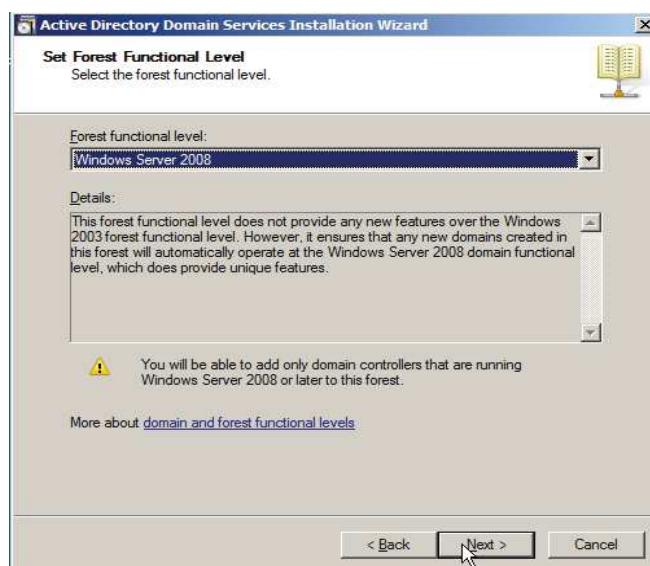 Active Directory Domain Services Installation Wizard
Set Forest Functional Level
Select the forest functional level.
Forest functional level:
Windows Server 2008
Details:
This forest functional level does not provide any new features over the Windows
2003 forest functional level. However, it ensures that any new domains created in
this forest will automatically operate at the Windows Server 2008 domain functional
level, which does provide unique features.
You will be able to add only domain controllers that are running
Windows Server 2008 or later to this forest.
More about domain and forest functional levels
< Back Next > Cancel